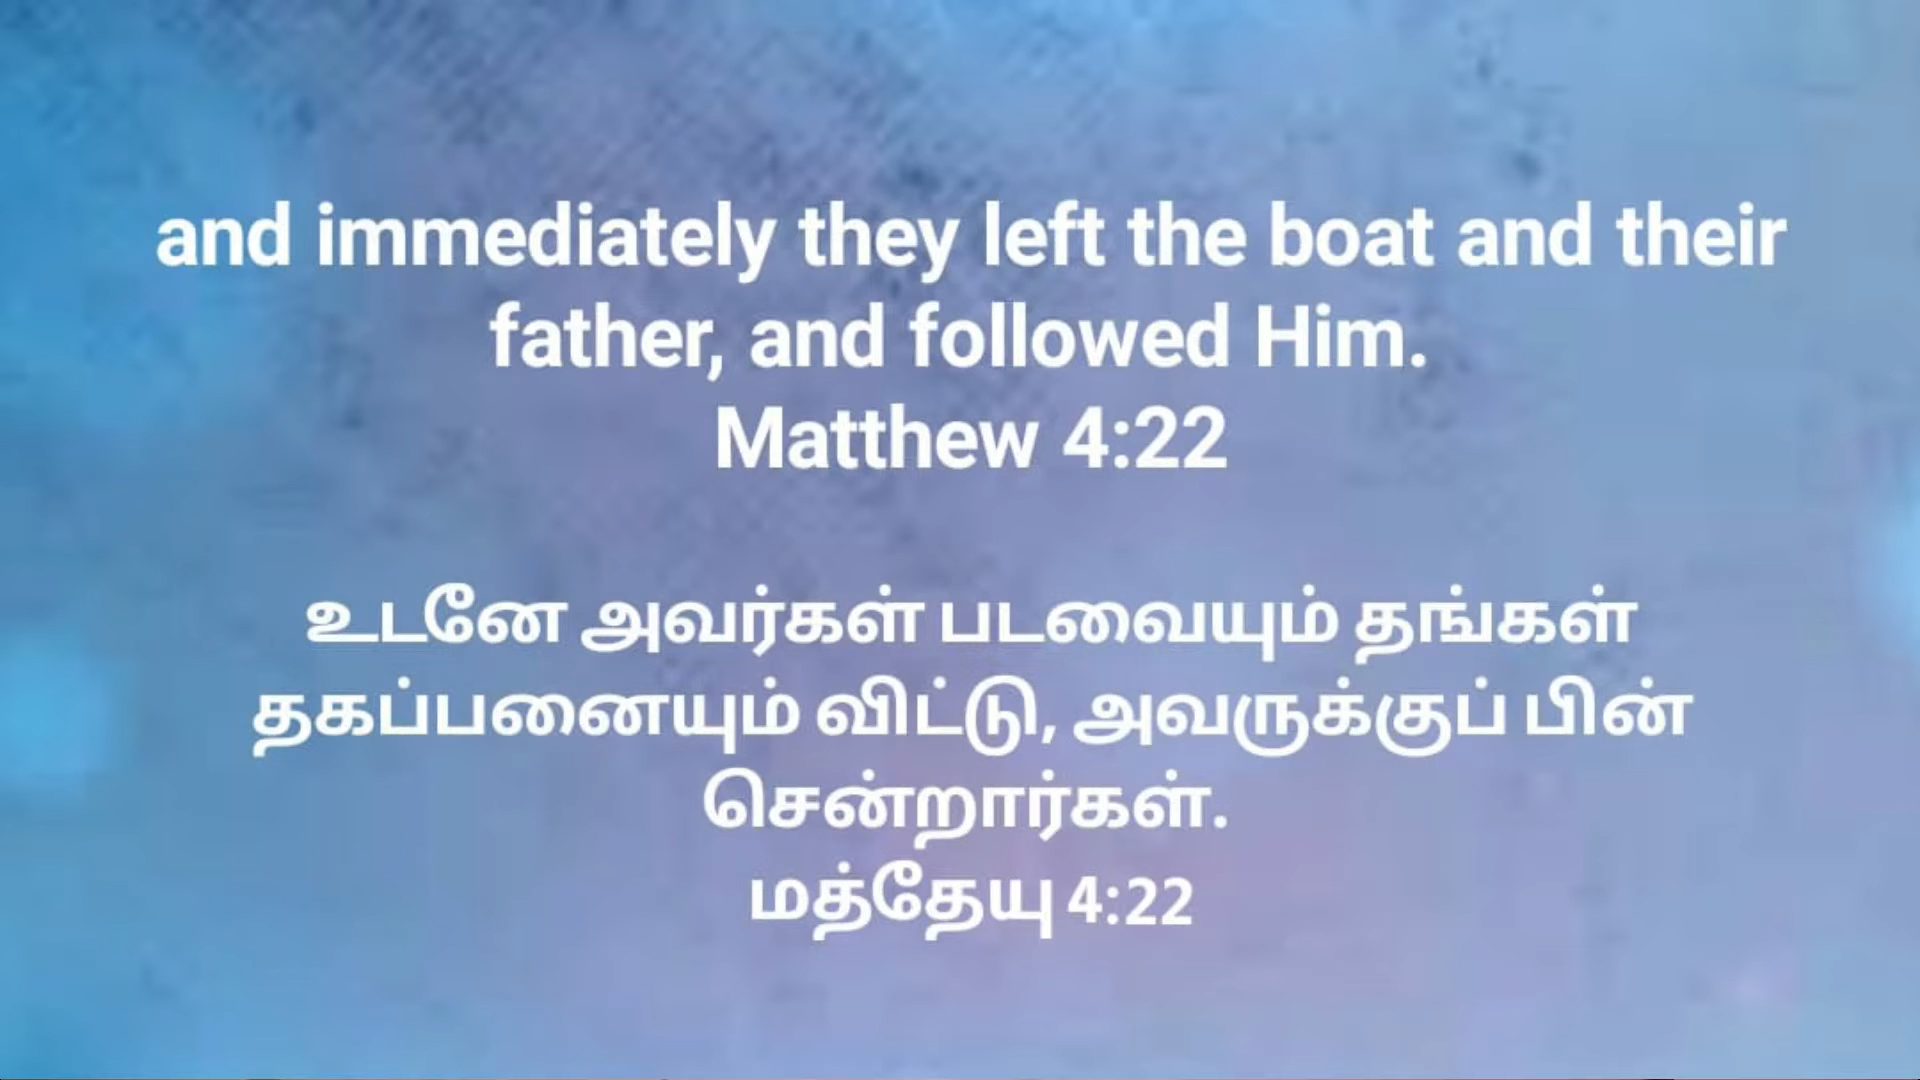 and immediately they left the boat and their
father, and followed Him.
Matthew 4:22
உடனே அவர்கள் படவையும் தங்கள்
தகப்பனையும் விட்டு, அவருக்குப் பின்
சென்றார்கள்.
மத்தேயு 4:22